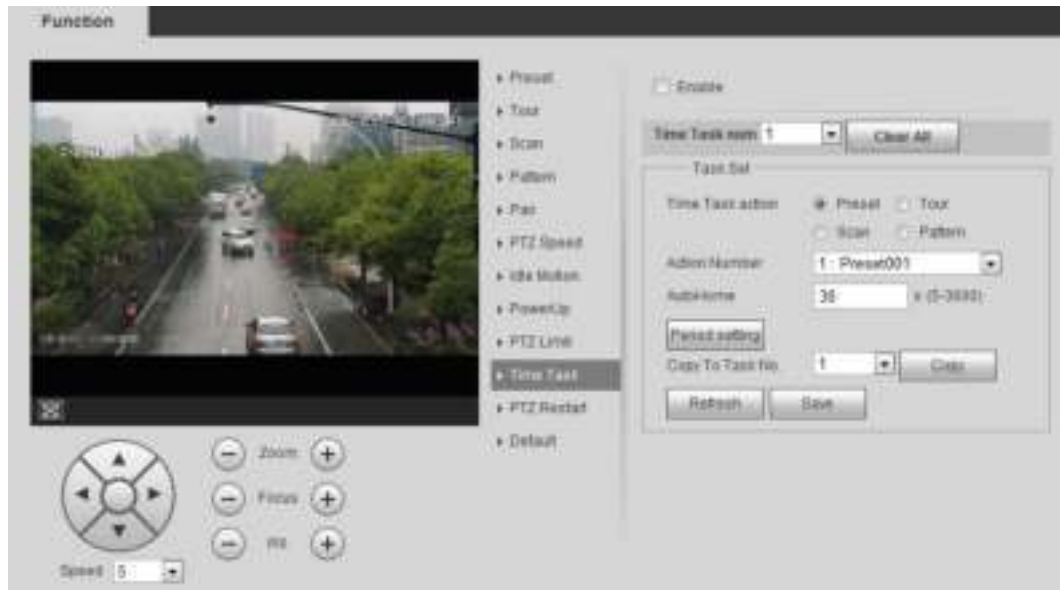 Function
Preset
Tour
Scan
Pattern
Pan
PTZ Speed
Idle Motion
PowerUp
PTZ Limit
Time Task
PTZ Restart
Default
Enable
Time Task num 1 Clear All
Task Set
Time Task action Preset Tour
Scan Pattern
Action Number 1 : Preset001
AutoHome 36 s (5-3600)
Period setting
Copy To Task No 1 Copy
Refresh Save
Zoom
Focus
Iris
Speed 5